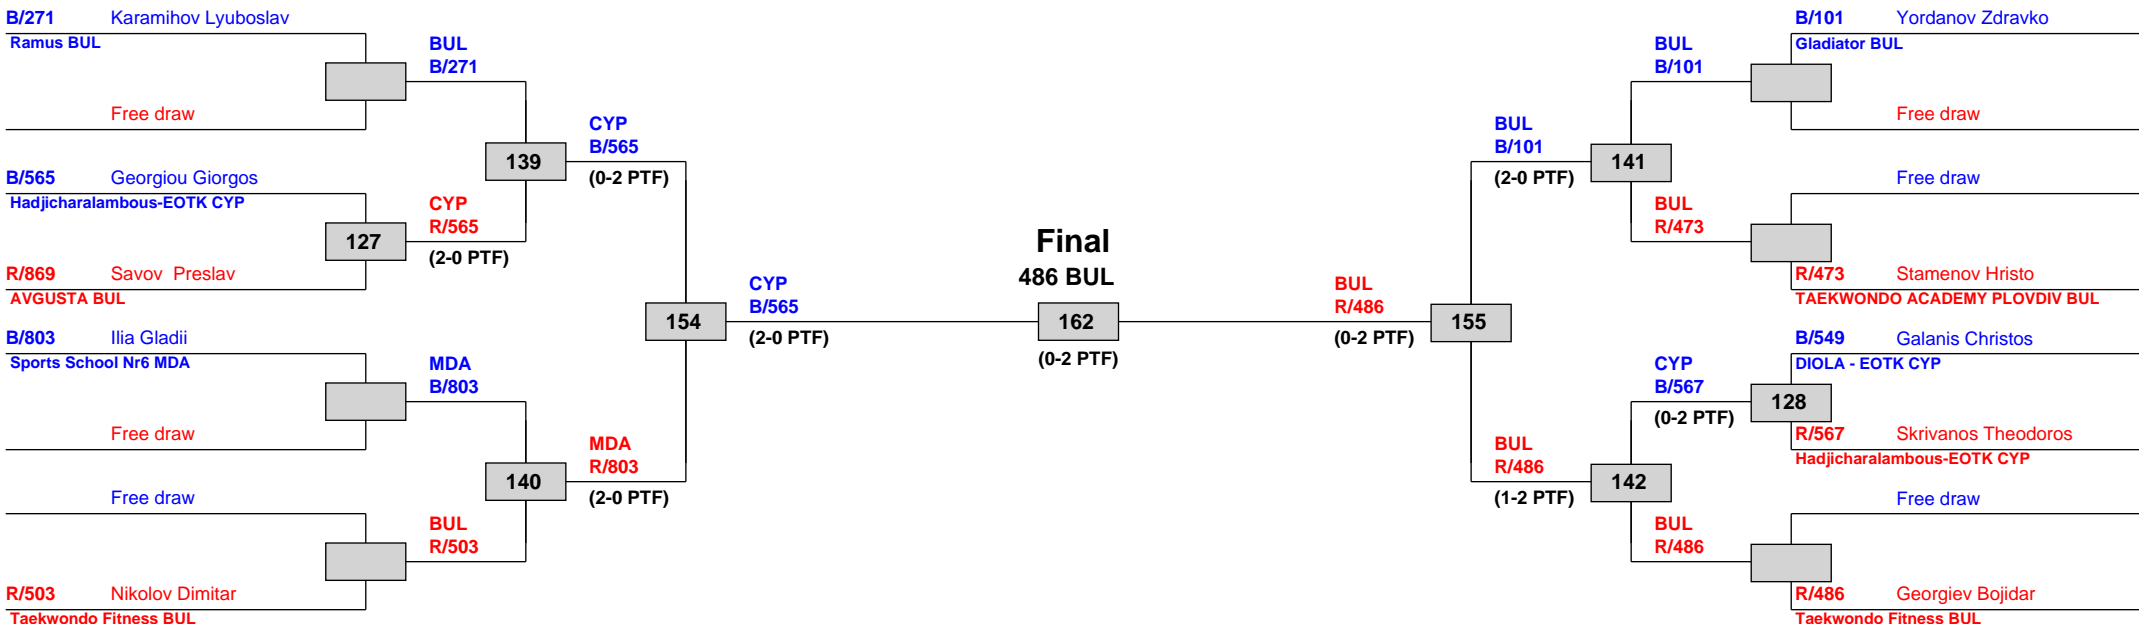 B/271 Karamihov Lyuboslav
Ramus BUL
Free draw
B/565 Georgiou Giorgos
Hadjicharalambous-EOTK CYP
R/869 Savov  Preslav
AVGUSTA BUL
B/803 Ilia Gladii
Sports School Nr6 MDA
Free draw
Free draw
R/503 Nikolov Dimitar
Taekwondo Fitness BUL
BUL
B/271
127
CYP
R/565
(2-0 PTF)
MDA
B/803
BUL
R/503
139
140
CYP
B/565
(0-2 PTF)
MDA
R/803
(2-0 PTF)
154
CYP
B/565
(2-0 PTF)
Final
486 BUL
162
(0-2 PTF)
BUL
R/486
(0-2 PTF)
155
BUL
B/101
(2-0 PTF)
BUL
R/486
(1-2 PTF)
141
142
BUL
B/101
BUL
R/473
CYP
B/567
(0-2 PTF)
128
BUL
R/486
B/101 Yordanov Zdravko
Gladiator BUL
Free draw
Free draw
R/473 Stamenov Hristo
TAEKWONDO ACADEMY PLOVDIV BUL
B/549 Galanis Christos
DIOLA - EOTK CYP
R/567 Skrivanos Theodoros
Hadjicharalambous-EOTK CYP
Free draw
R/486 Georgiev Bojidar
Taekwondo Fitness BUL